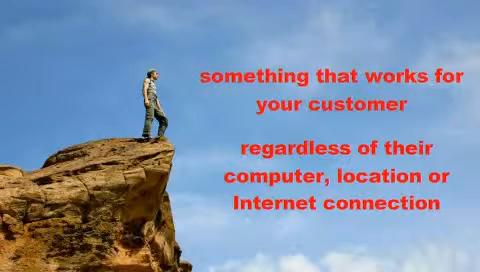 something that works for
your customer
regardless of their
computer, location or
Internet connection